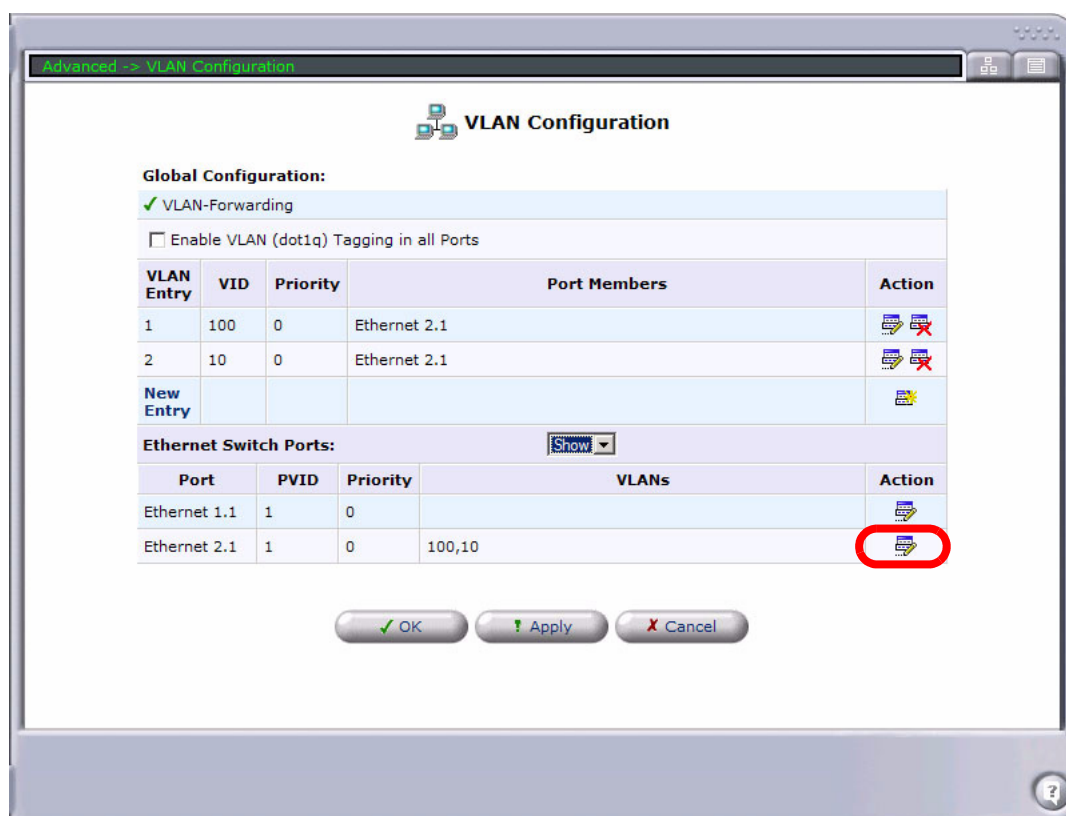 Advanced -> VLAN Configuration
VLAN Configuration
Global Configuration:
✓ VLAN-Forwarding
Enable VLAN (dot1q) Tagging in all Ports
VLAN Entry VID Priority Port Members Action
1 100 0 Ethernet 2.1
2 10 0 Ethernet 2.1
New Entry
Ethernet Switch Ports: Show
Port PVID Priority VLANs Action
Ethernet 1.1 1 0
Ethernet 2.1 1 0 100,10
✓ OK ! Apply ✗ Cancel
?